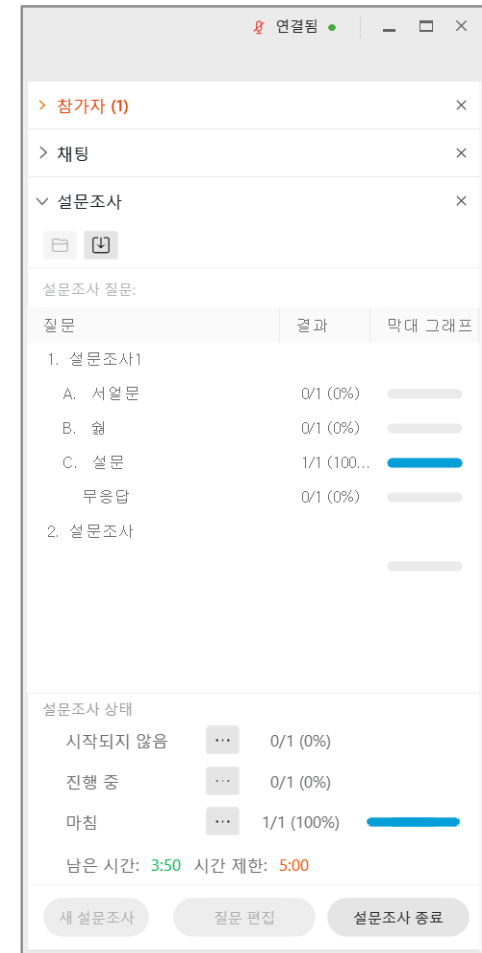 연결됨
참가자 (1)
채팅
설문조사
설문조사 질문:
질문 결과 막대 그래프
1. 설문조사1
A. 서얼문 0/1 (0%)
B. 쉃 0/1 (0%)
C. 설문 1/1 (100...
무응답 0/1 (0%)
2. 설문조사
설문조사 상태
시작되지 않음 ... 0/1 (0%)
진행 중 ... 0/1 (0%)
마침 ... 1/1 (100%)
남은 시간: 3:50 시간 제한: 5:00
새 설문조사 질문 편집 설문조사 종료